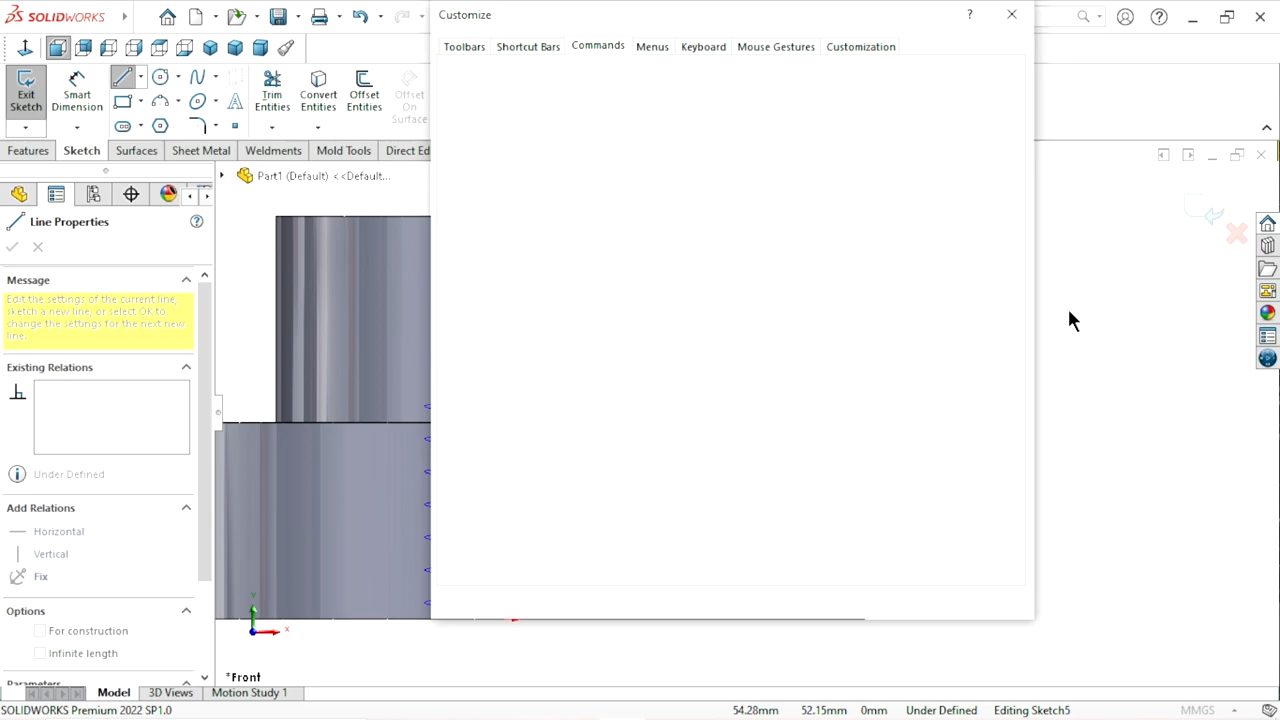 SOLIDWORKS
Customize
Toolbars
Shortcut Bars
Commands
Menus
Keyboard
Mouse Gestures
Customization
Exit Sketch
Smart Dimension
Trim Entities
Convert Entities
Offset Entities
Offset On Surface
Features
Sketch
Surfaces
Sheet Metal
Weldments
Mold Tools
Direct Ed
Part1 (Default) <<Default...
Line Properties
Message
Edit the settings of the current line,
sketch a new line, or select OK to
change the settings for the next new
line.
Existing Relations
Under Defined
Add Relations
Horizontal
Vertical
Fix
Options
For construction
Infinite length
Parameters
Y
X
*Front
Model
3D Views
Motion Study 1
SOLIDWORKS Premium 2022 SP1.0
54.28mm
52.15mm
0mm
Under Defined
Editing Sketch5
MMGS